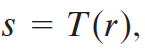 s = T(r),